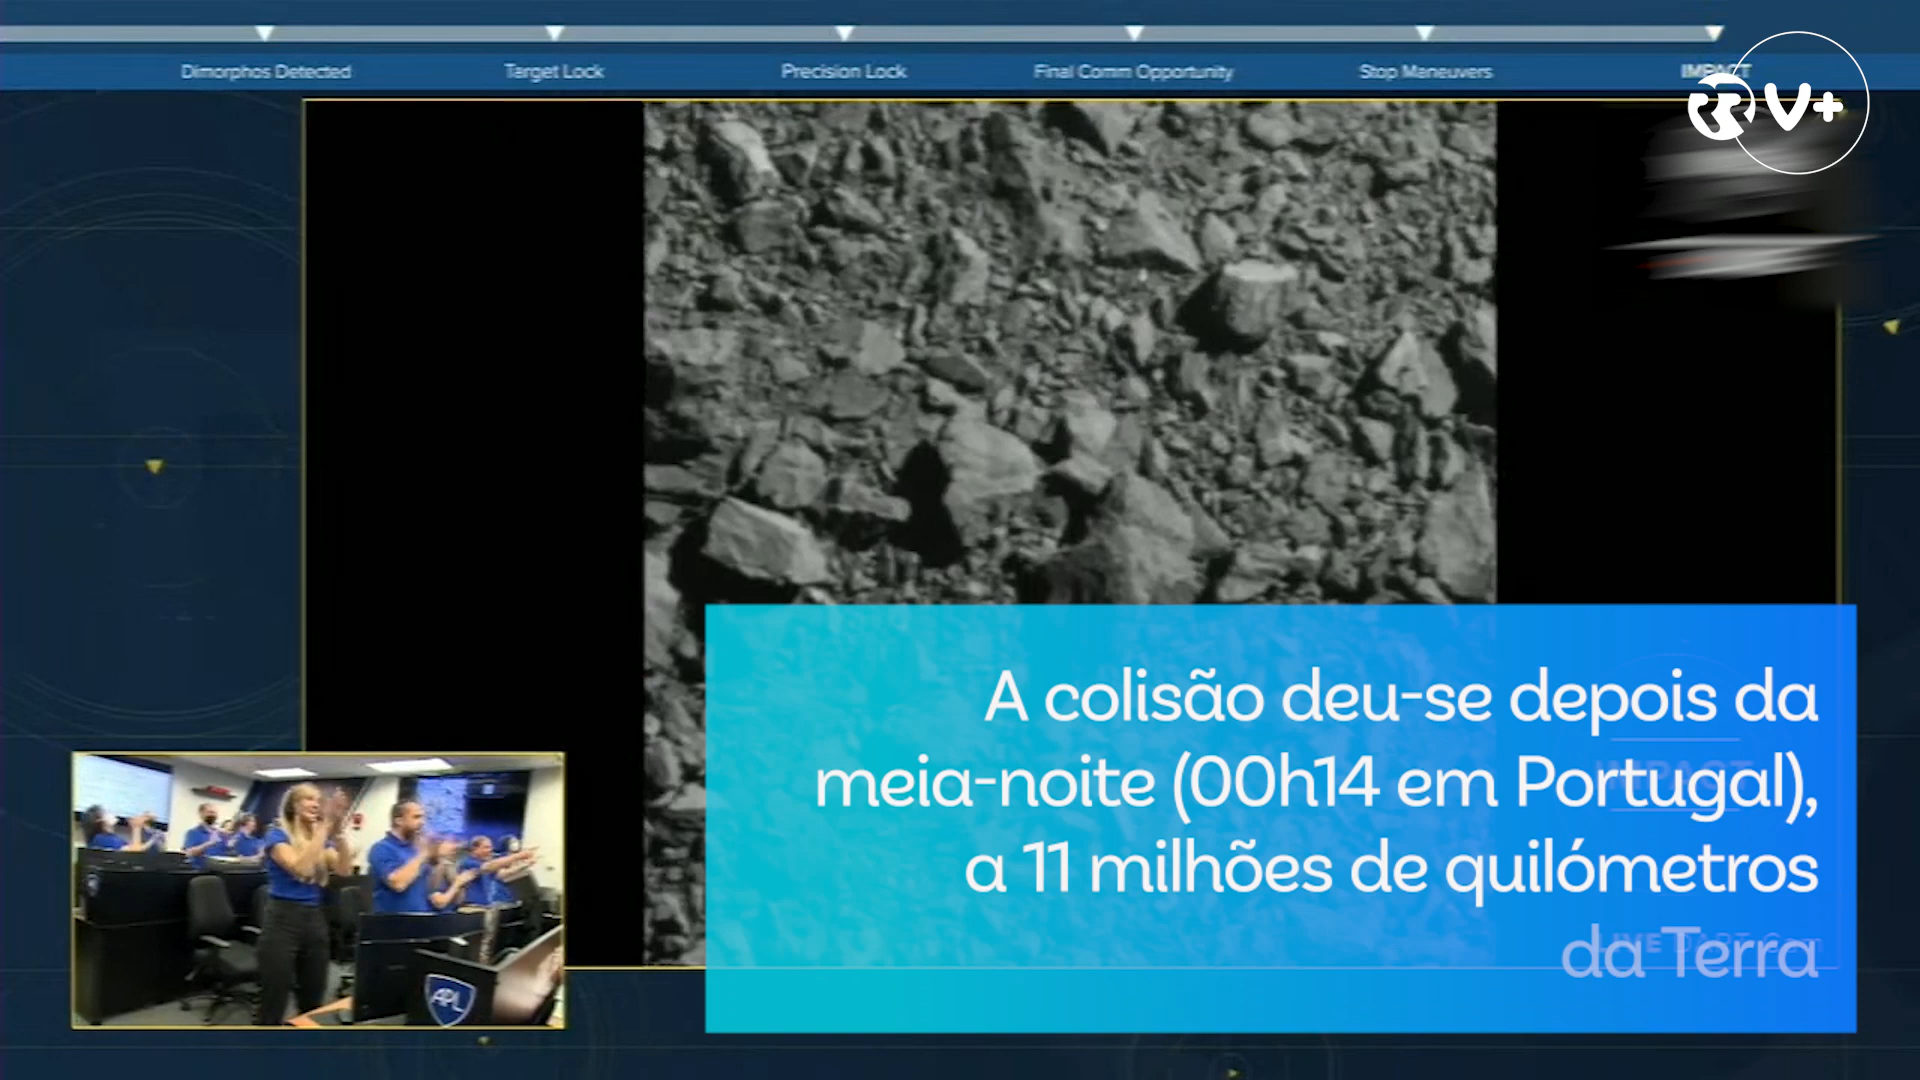 Dimorphos Detected
Target Lock
Precision Lock
Final Comm Opportunity
Stop Maneuvers
IMPACT
V+
A colisão deu-se depois da
meia-noite (00h14 em Portugal),
a 11 milhões de quilómetros
da Terra
IMPACT
APL